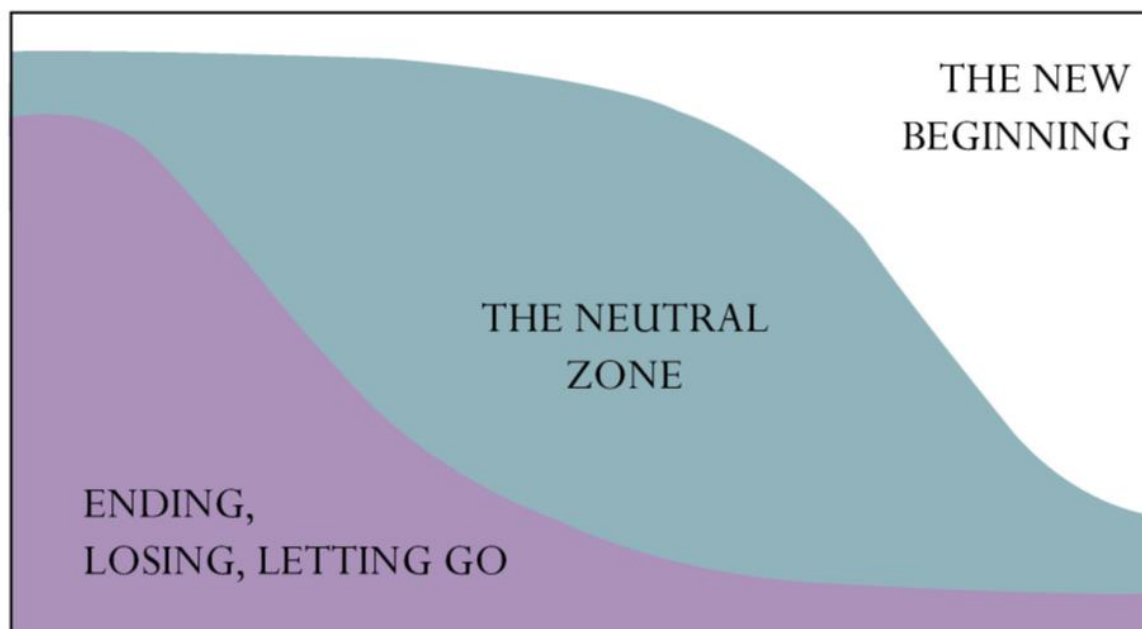 THE NEW
BEGINNING
THE NEUTRAL
ZONE
ENDING,
LOSING, LETTING GO